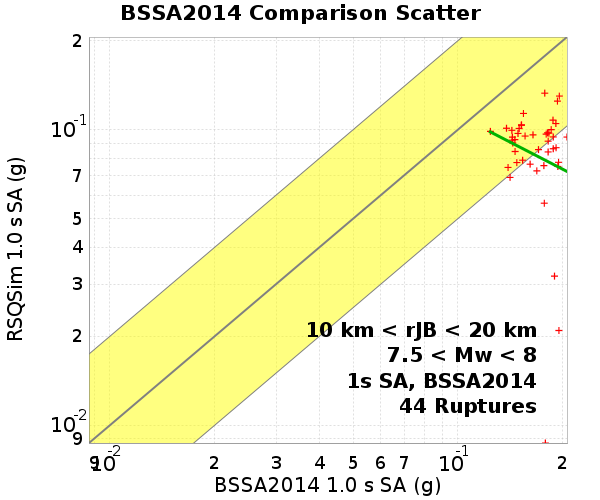 BSSA2014 Comparison Scatter
RSQSim 1.0 s SA (g)
2
10-1
7
5
4
3
2
10-2
9
10 km < rJB < 20 km
7.5 < Mw < 8
1s SA, BSSA2014
44 Ruptures
9 10-2 2 3 4 5 6 7 10-1 2
BSSA2014 1.0 s SA (g)